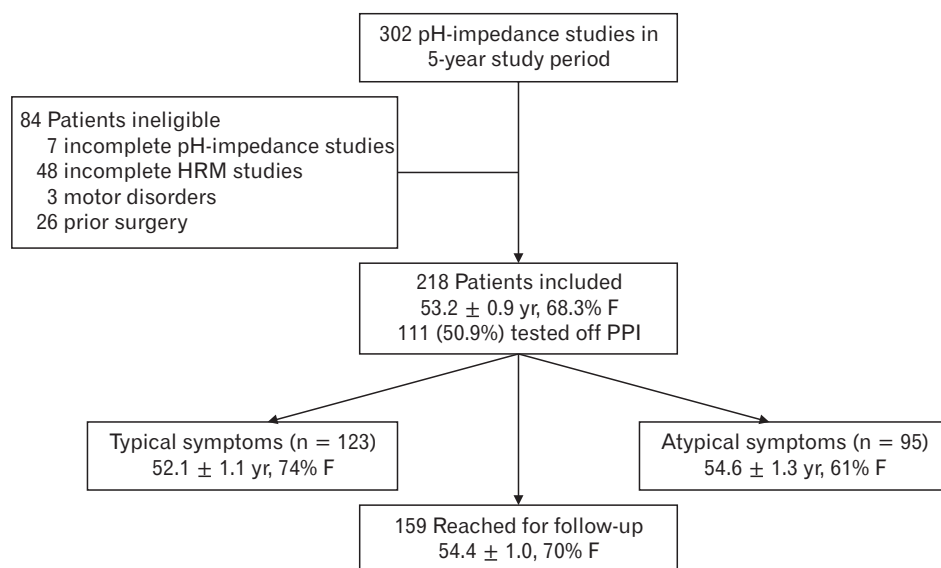 302 pH-impedance studies in
5-year study period
84 Patients ineligible
7 incomplete pH-impedance studies
48 incomplete HRM studies
3 motor disorders
26 prior surgery
218 Patients included
53.2 ± 0.9 yr, 68.3% F
111 (50.9%) tested off PPI
Typical symptoms (n = 123)
52.1 ± 1.1 yr, 74% F
Atypical symptoms (n = 95)
54.6 ± 1.3 yr, 61% F
159 Reached for follow-up
54.4 ± 1.0, 70% F